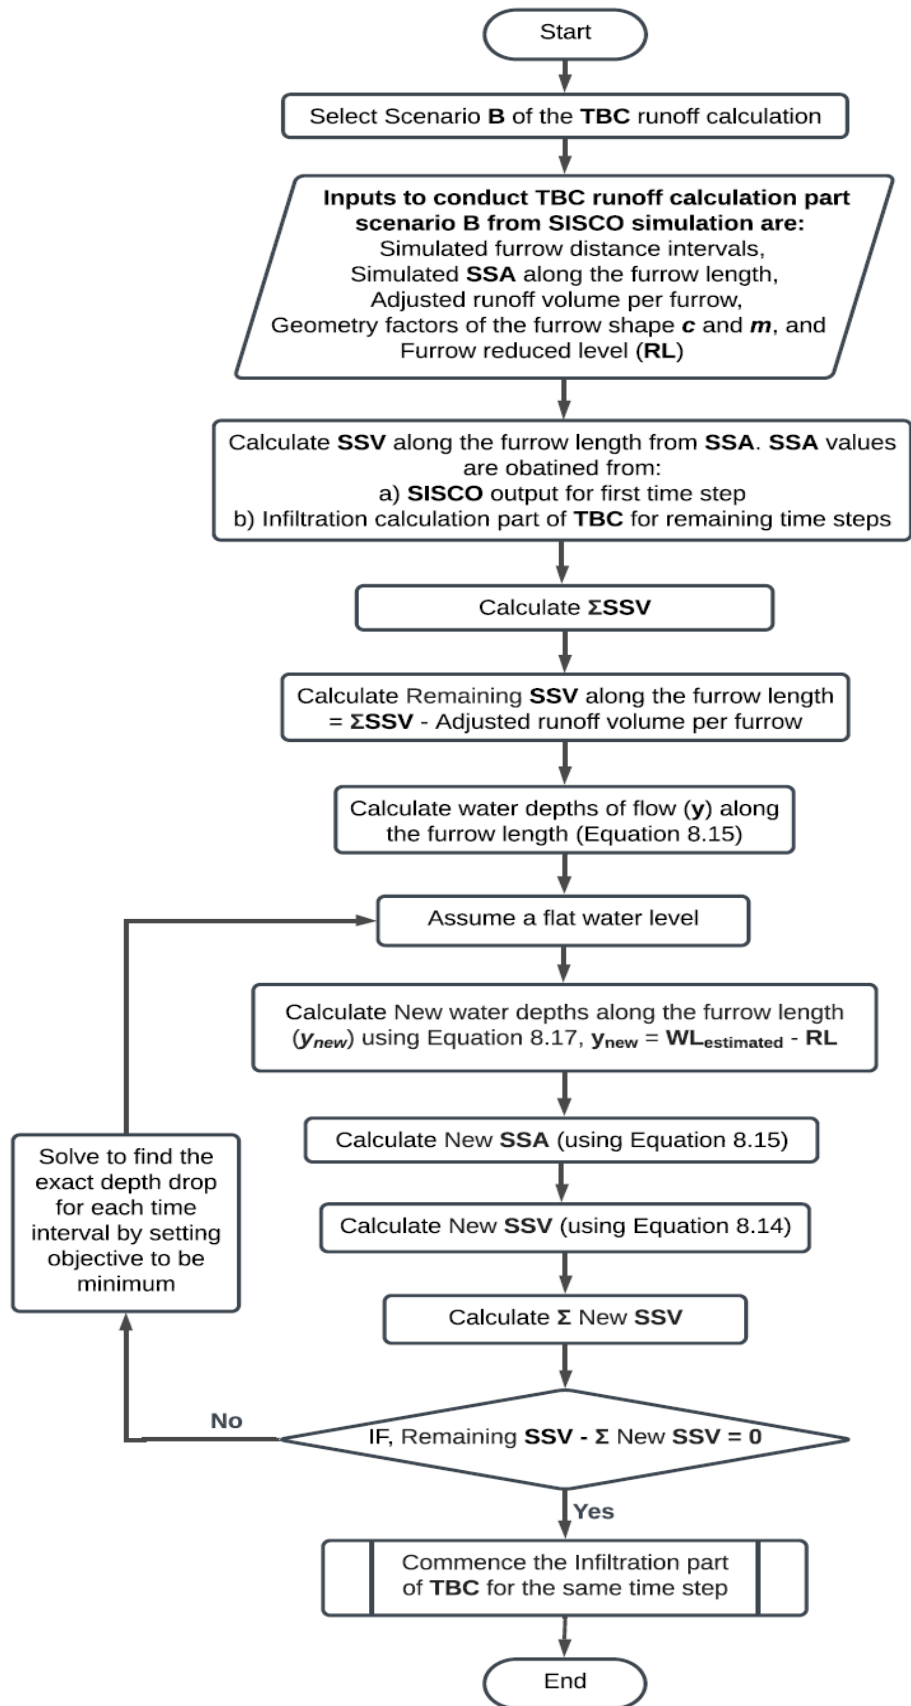 Start
Select Scenario B of the TBC runoff calculation
Inputs to conduct TBC runoff calculation part
scenario B from SISCO simulation are:
Simulated furrow distance intervals,
Simulated SSA along the furrow length,
Adjusted runoff volume per furrow,
Geometry factors of the furrow shape c and m, and
Furrow reduced level (RL)
Calculate SSV along the furrow length from SSA. SSA values
are obatined from:
a) SISCO output for first time step
b) Infiltration calculation part of TBC for remaining time steps
Calculate ΣSSV
Calculate Remaining SSV along the furrow length
= ΣSSV - Adjusted runoff volume per furrow
Calculate water depths of flow (y) along
the furrow length (Equation 8.15)
Assume a flat water level
Calculate New water depths along the furrow length
(ynew) using Equation 8.17, ynew = WLestimated - RL
Calculate New SSA (using Equation 8.15)
Solve to find the
exact depth drop
for each time
interval by setting
objective to be
minimum
Calculate New SSV (using Equation 8.14)
Calculate Σ New SSV
No
IF, Remaining SSV - Σ New SSV = 0
Yes
Commence the Infiltration part
of TBC for the same time step
End